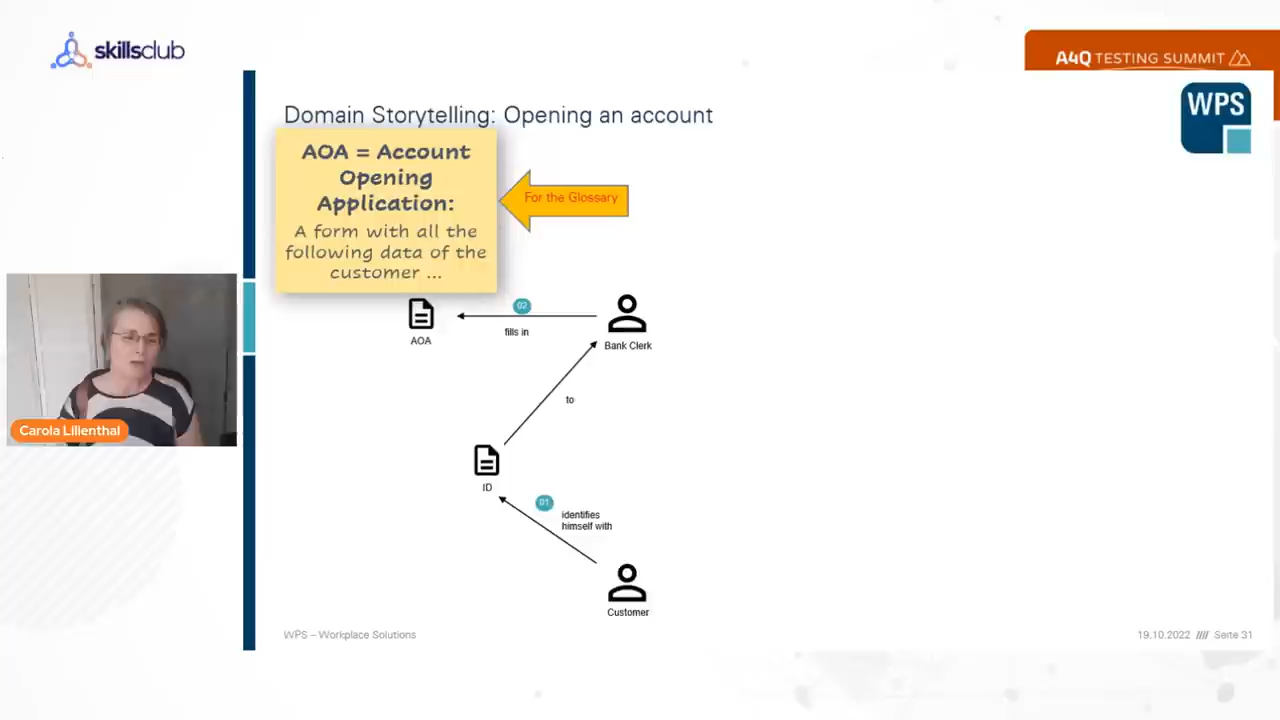 skillsclub
A4Q TESTING SUMMIT
WPS
Domain Storytelling: Opening an account
AOA = Account
Opening
Application:
A form with all the
following data of the
customer ...
For the Glossary
02
fills in
AOA
Bank Clerk
to
ID
01
identifies
himself with
Customer
Carola Lilienthal
WPS – Workplace Solutions
19.10.2022 //// Seite 31